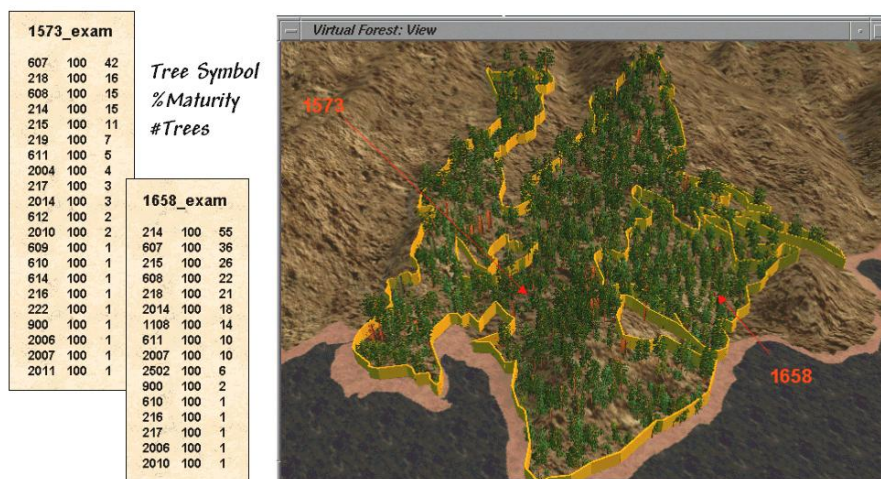 1573_exam
607 100 42
218 100 16
608 100 15
214 100 15
215 100 11
219 100 7
611 100 5
2004 100 4
217 100 3
2014 100 3
612 100 2
2010 100 2
609 100 1
610 100 1
614 100 1
216 100 1
222 100 1
900 100 1
2006 100 1
2007 100 1
2011 100 1
Tree Symbol
%Maturity
#Trees
1658_exam
214 100 55
607 100 36
215 100 26
608 100 22
218 100 21
2014 100 18
1108 100 14
611 100 10
2007 100 10
2502 100 6
900 100 2
610 100 1
216 100 1
217 100 1
2006 100 1
2010 100 1
Virtual Forest: View
1573
1658